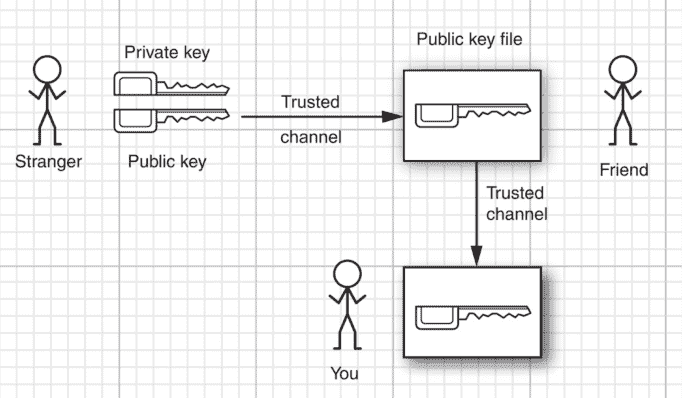 Public key file
Private key
Trusted
channel
Stranger
Public key
Friend
Trusted
channel
You